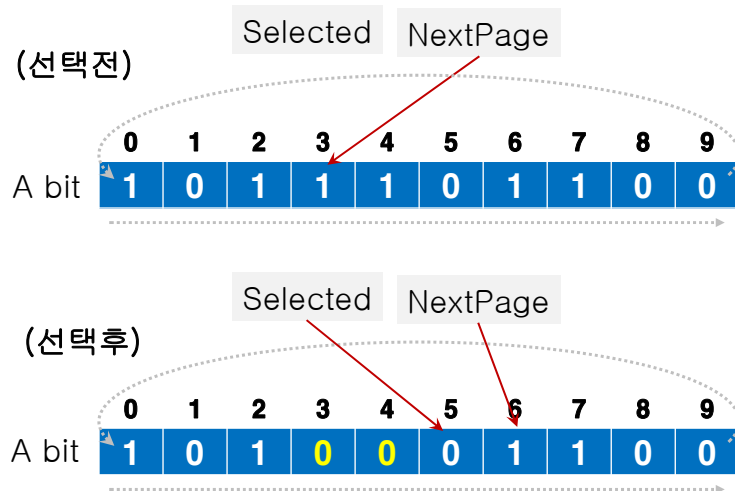 Selected NextPage
(선택전)
0 1 2 3 4 5 6 7 8 9
A bit 1 0 1 1 1 0 1 1 0 0
Selected NextPage
(선택후)
0 1 2 3 4 5 6 7 8 9
A bit 1 0 1 0 0 0 1 1 0 0